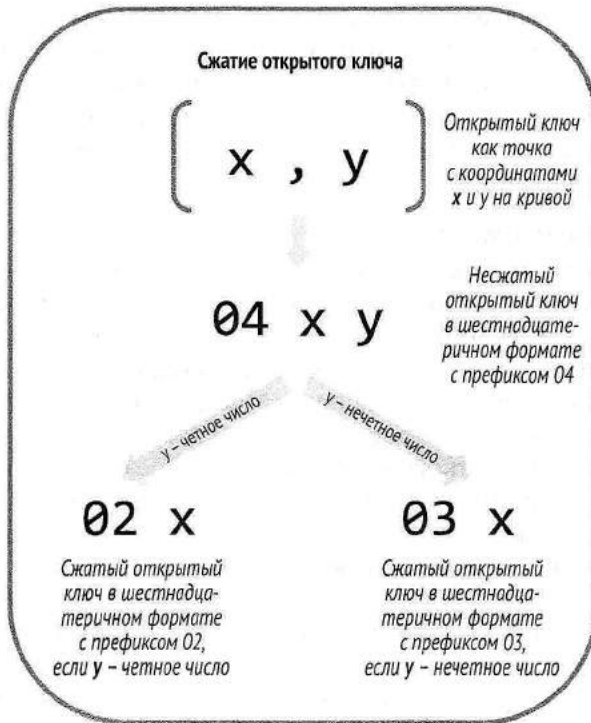 Сжатие открытого ключа
x , y
Открытый ключ
как точка
с координатами
x и y на кривой
04 x y
Несжатый
открытый ключ
в шестнадцате-
ричном формате
с префиксом 04
y – четное число
y – нечетное число
02 x
Сжатый открытый
ключ в шестнадца-
теричном формате
с префиксом 02,
если y – четное число
03 x
Сжатый открытый
ключ в шестнадца-
теричном формате
с префиксом 03,
если y – нечетное число